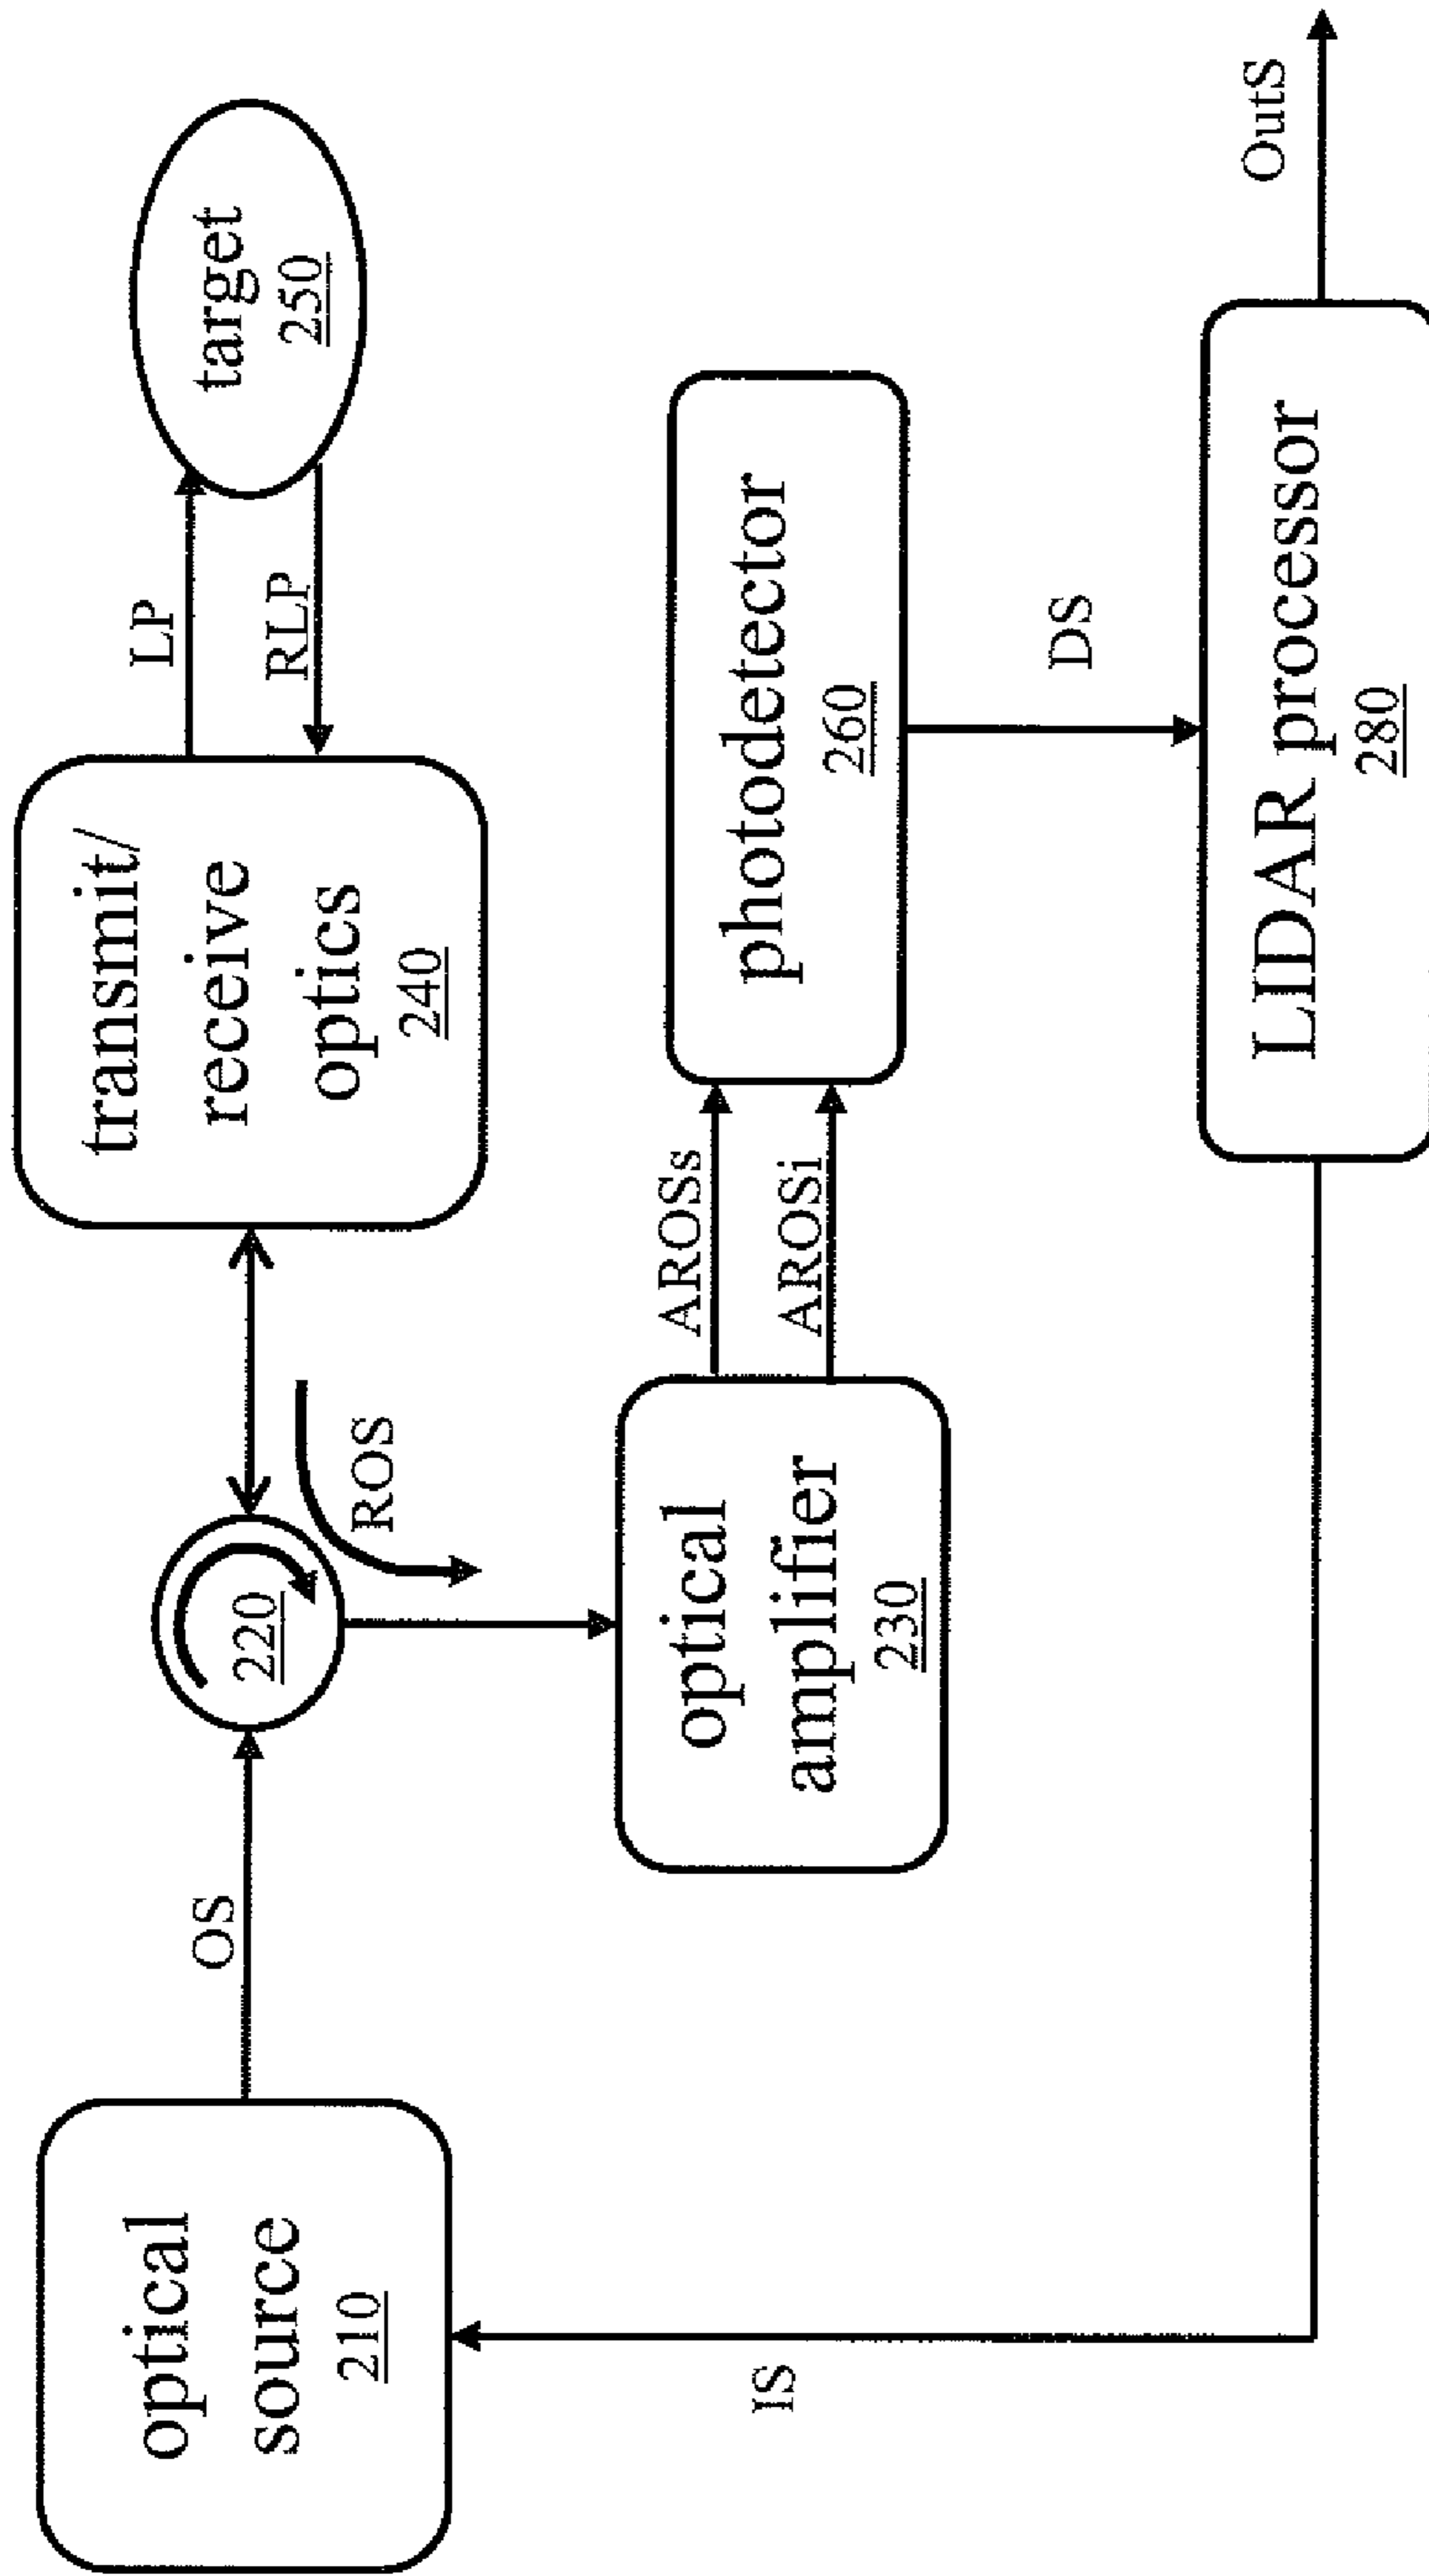 optical
source
210
OS
220
ROS
transmit/
receive
optics
240
LP
RLP
target
250
optical
amplifier
230
AROSs
AROSi
photodetector
260
DS
IS
LIDAR processor
280
OutS